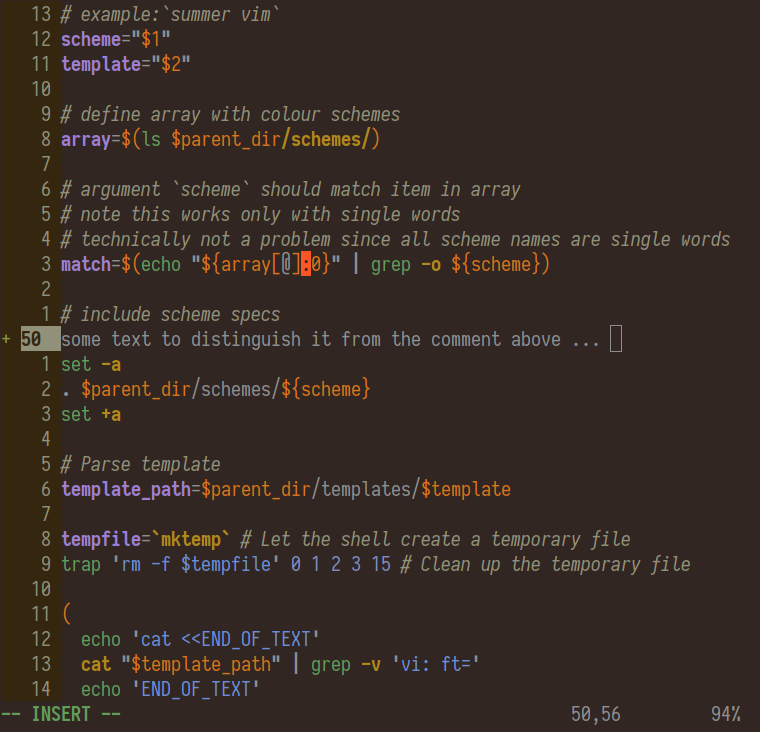 13 # example:`summer vim`
12 scheme="$1"
11 template="$2"
10
9 # define array with colour schemes
8 array=$(ls $parent_dir/schemes/)
7
6 # argument `scheme` should match item in array
5 # note this works only with single words
4 # technically not a problem since all scheme names are single words
3 match=$(echo "${array[@]:0}" | grep -o ${scheme})
2
1 # include scheme specs
+ 50 some text to distinguish it from the comment above ...
1 set -a
2 . $parent_dir/schemes/${scheme}
3 set +a
4
5 # Parse template
6 template_path=$parent_dir/templates/$template
7
8 tempfile=`mktemp` # Let the shell create a temporary file
9 trap 'rm -f $tempfile' 0 1 2 3 15 # Clean up the temporary file
10
11 (
12 echo 'cat <<END_OF_TEXT'
13 cat "$template_path" | grep -v 'vi: ft='
14 echo 'END_OF_TEXT'
-- INSERT -- 50,56 94%